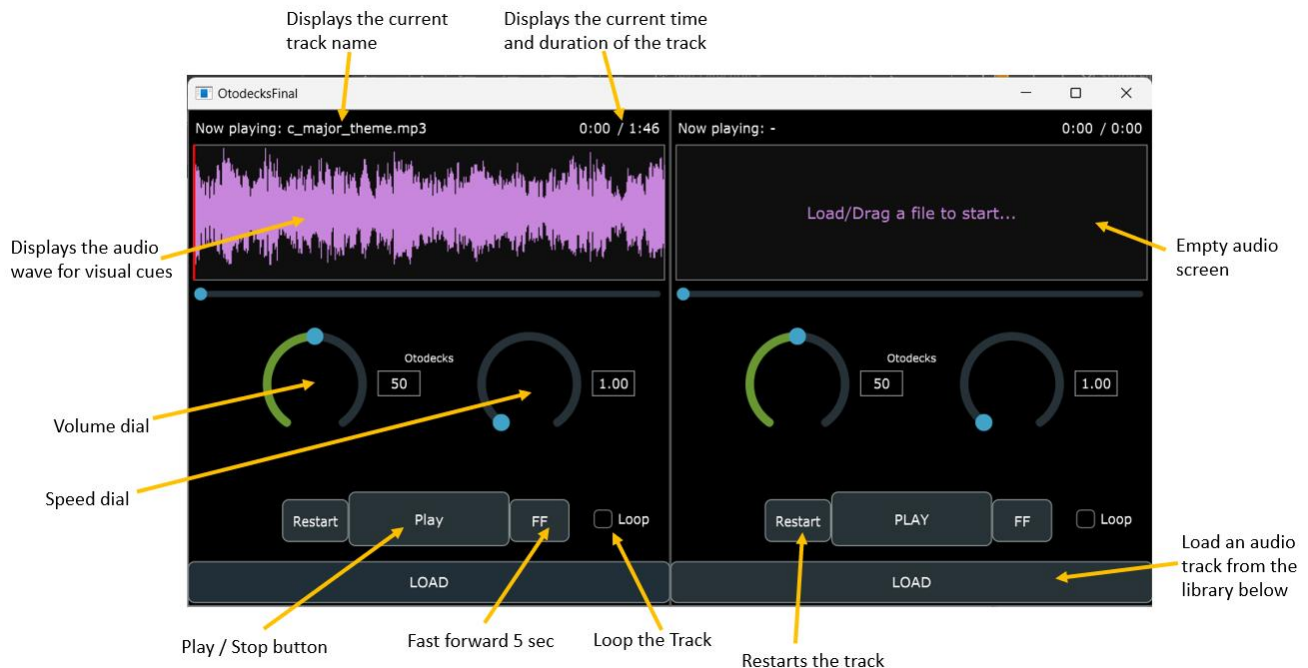 Displays the current
track name
Displays the current time
and duration of the track
OtodecksFinal
Now playing: c_major_theme.mp3
0:00 / 1:46
Now playing: -
0:00 / 0:00
Load/Drag a file to start...
Displays the audio
wave for visual cues
Empty audio
screen
Otodecks
50
1.00
Otodecks
50
1.00
Volume dial
Speed dial
Restart
Play
FF
Loop
Restart
PLAY
FF
Loop
LOAD
LOAD
Load an audio
track from the
library below
Play / Stop button
Fast forward 5 sec
Loop the Track
Restarts the track